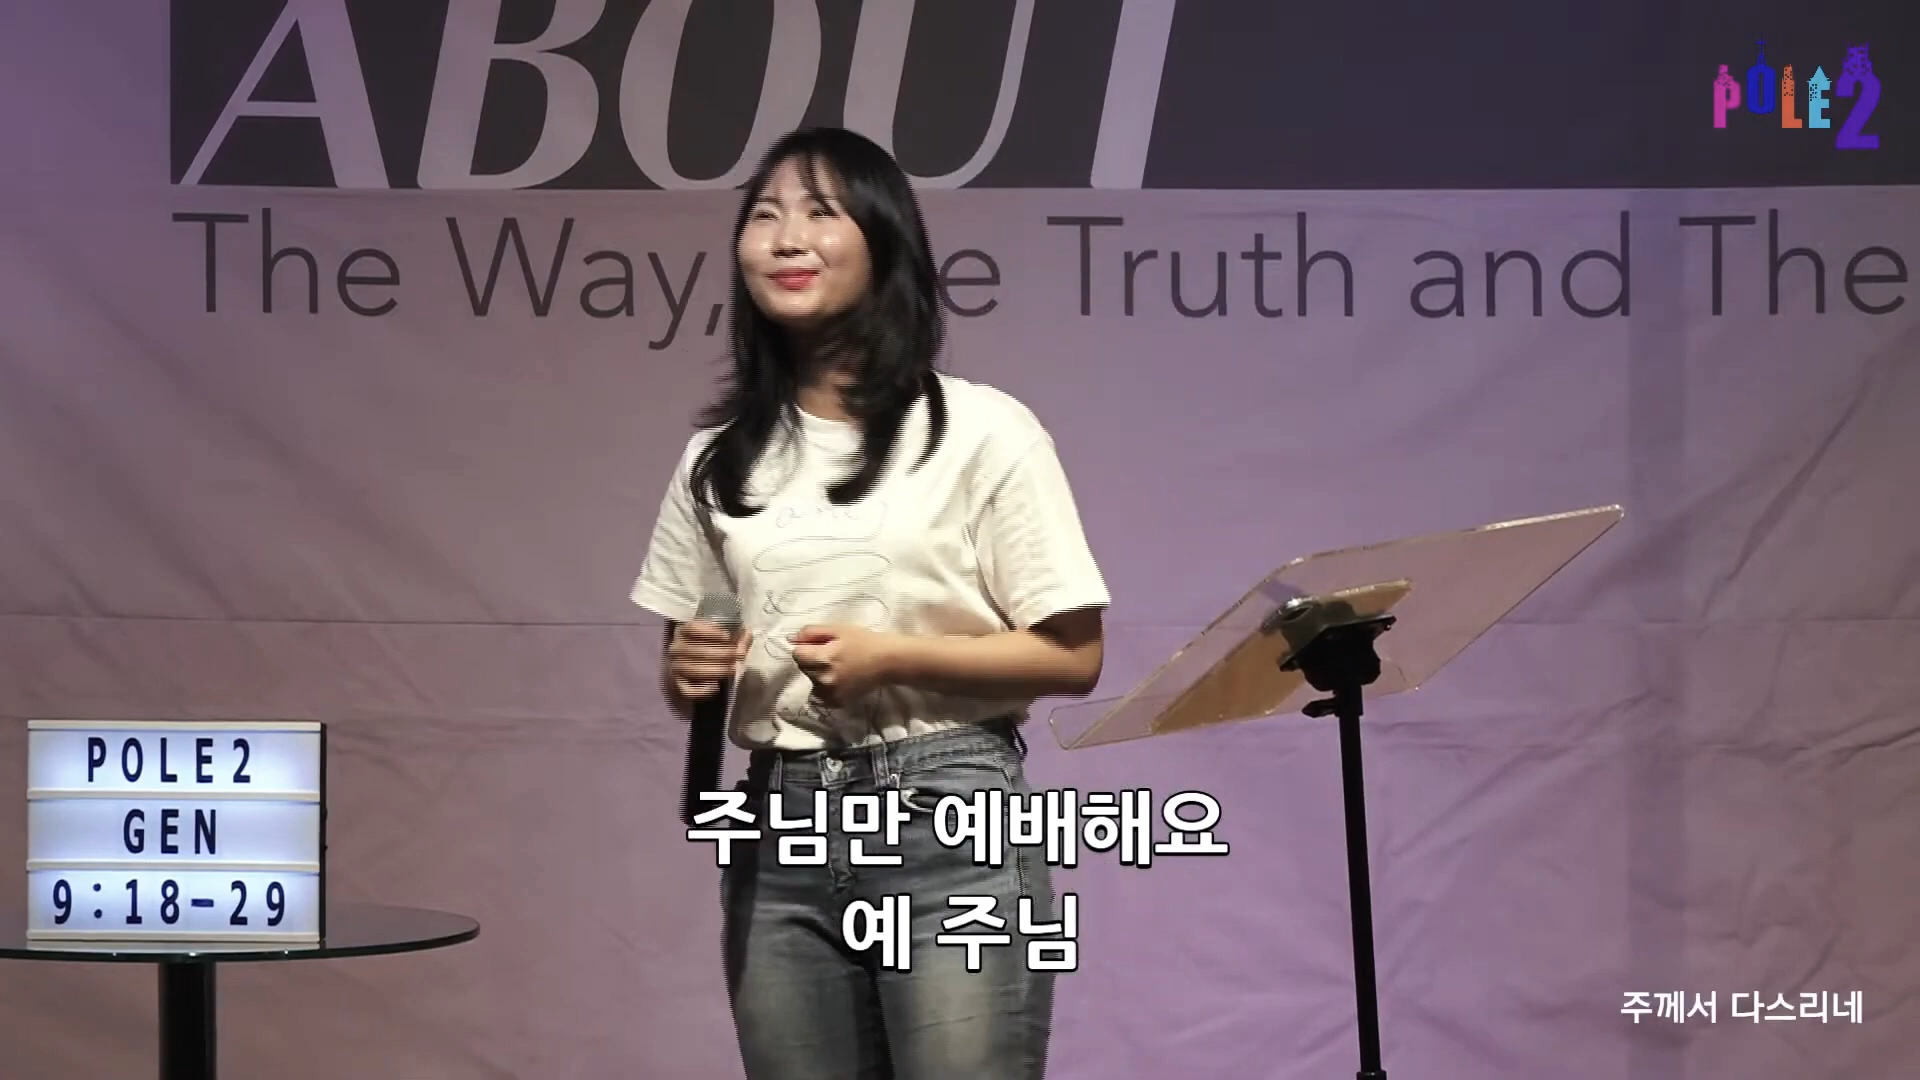 ABOUT
POLE2
The Way, e Truth and The
POLE2
GEN
9:18-29
주님만 예배해요
예 주님
주께서 다스리네